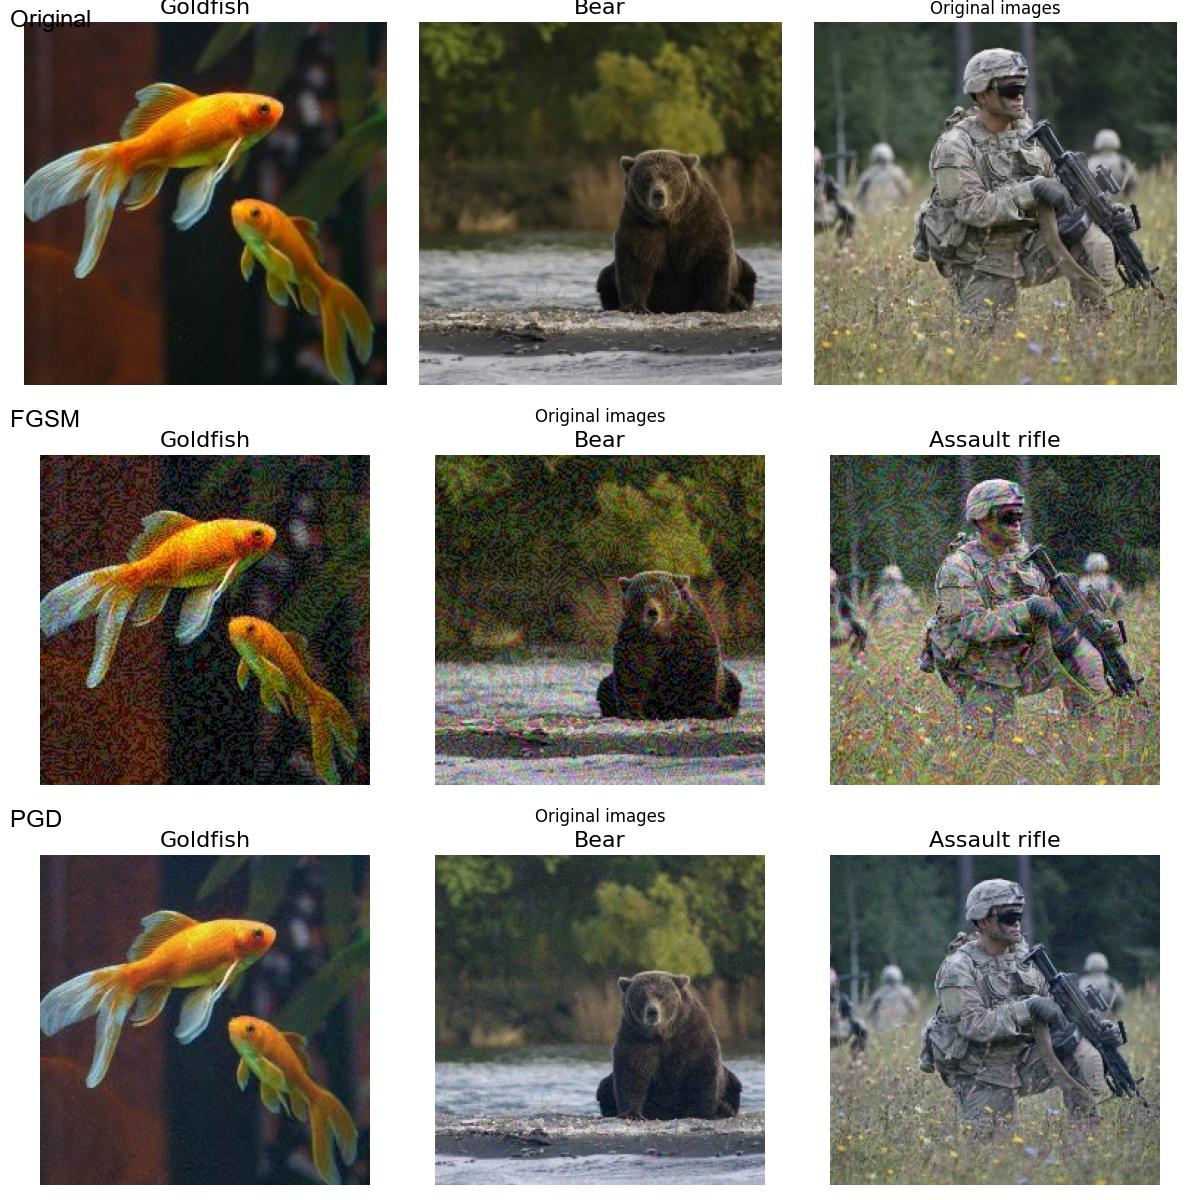 Original
Goldfish
Bear
Original images
FGSM
Original images
Goldfish
Bear
Assault rifle
PGD
Original images
Goldfish
Bear
Assault rifle